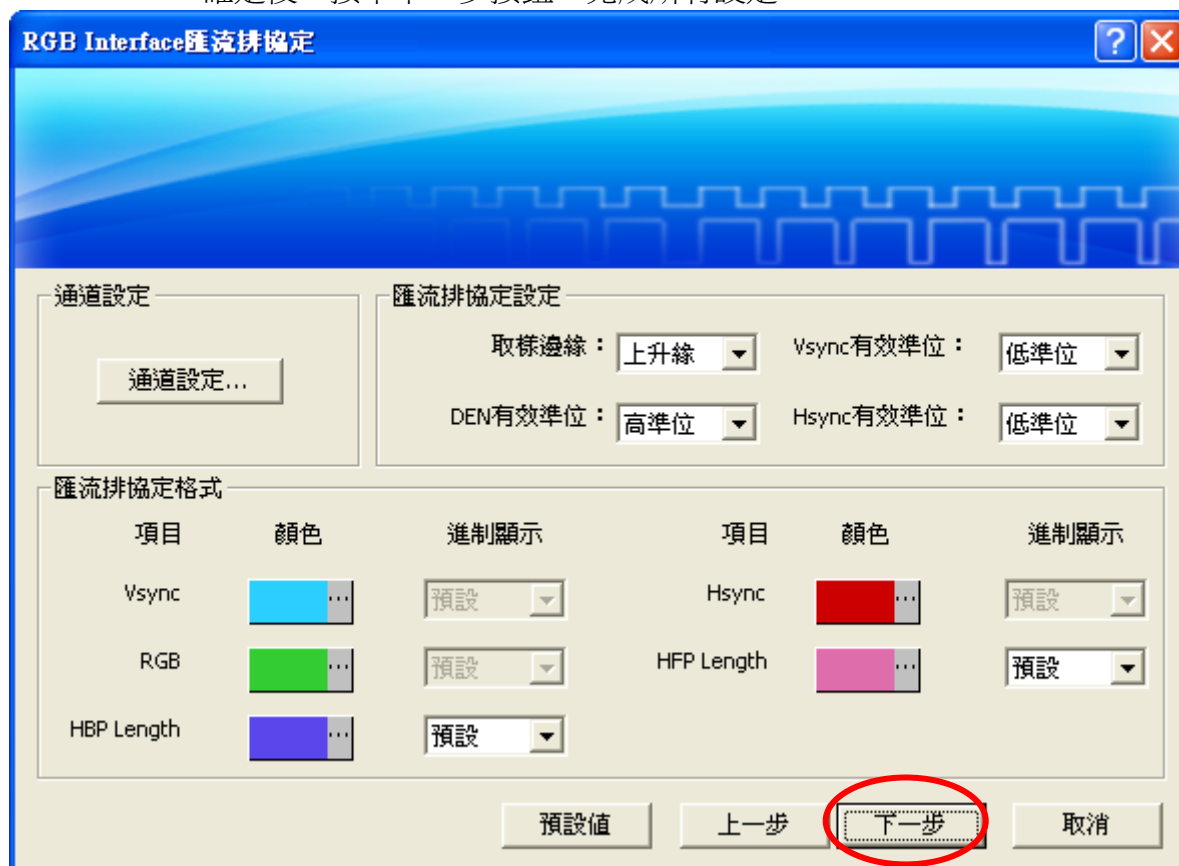 RGB Interface匯流排協定
通道設定
通道設定...
匯流排協定設定
取樣邊緣： 上升緣 Vsync有效準位： 低準位
DEN有效準位： 高準位 Hsync有效準位： 低準位
匯流排協定格式
項目 顏色 進制顯示 項目 顏色 進制顯示
Vsync ... 預設 Hsync ... 預設
RGB ... 預設 HFP Length ... 預設
HBP Length ... 預設
預設值 上一步 下一步 取消